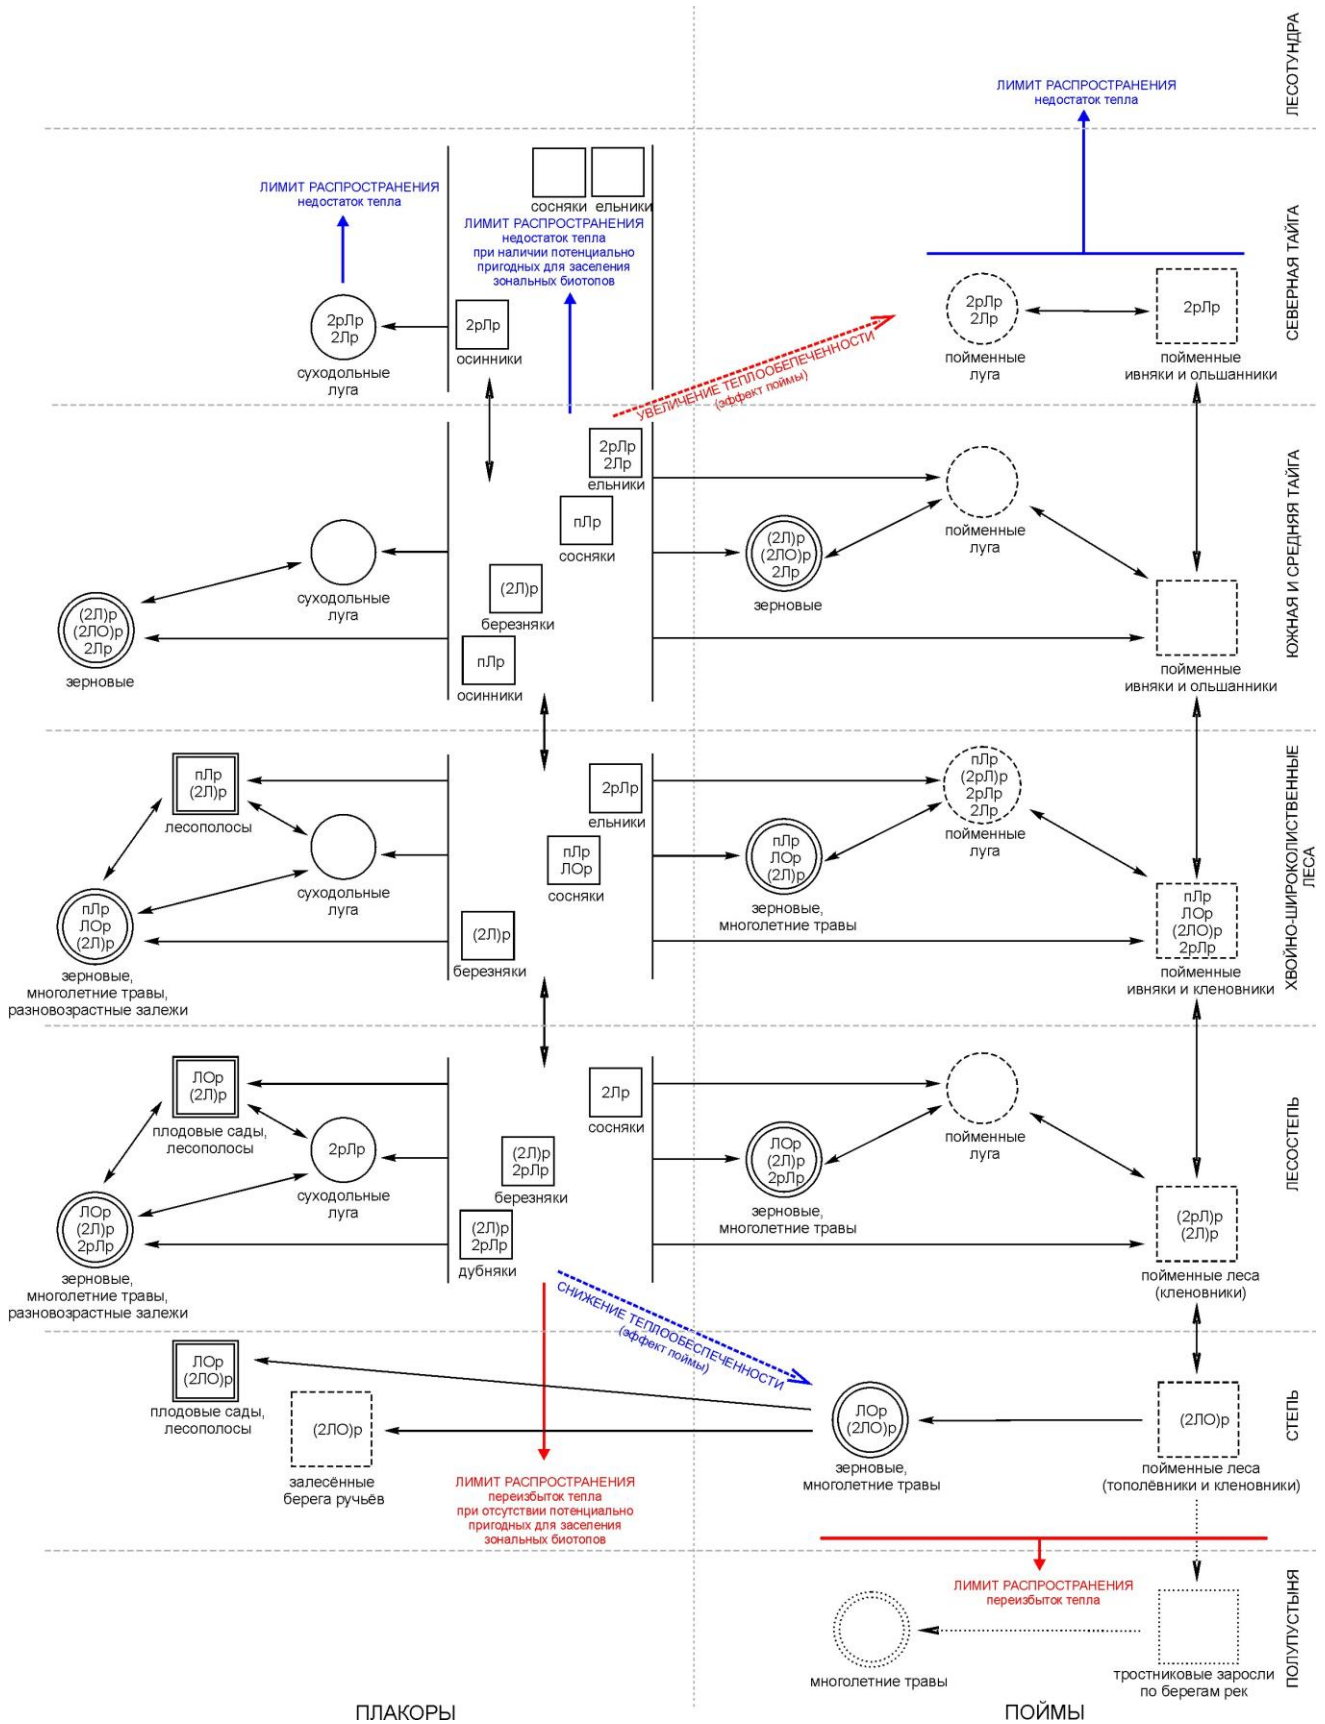 ЛЕСОТУНДРА
ЛИМИТ РАСПРОСТРАНЕНИЯ
недостаток тепла
СЕВЕРНАЯ ТАЙГА
ЛИМИТ РАСПРОСТРАНЕНИЯ
недостаток тепла
сосняки
ельники
ЛИМИТ РАСПРОСТРАНЕНИЯ
недостаток тепла
при наличии потенциально
пригодных для заселения
зональных биотопов
2рЛр
2Лр
суходольные
луга
2рЛр
осинники
УВЕЛИЧЕНИЕ ТЕПЛООБЕПЕЧЕННОСТИ
(эффект поймы)
2рЛр
2Лр
пойменные
луга
2рЛр
пойменные
ивняки и ольшанники
ЮЖНАЯ И СРЕДНЯЯ ТАЙГА
2рЛр
2Лр
ельники
пЛр
сосняки
(2Л)р
березняки
пЛр
осинники
суходольные
луга
(2Л)р
(2ЛО)р
2Лр
зерновые
(2Л)р
(2ЛО)р
2Лр
зерновые
пойменные
луга
пойменные
ивняки и ольшанники
ХВОЙНО-ШИРОКОЛИСТВЕННЫЕ
ЛЕСА
пЛр
(2Л)р
лесополосы
суходольные
луга
пЛр
ЛОр
(2Л)р
зерновые,
многолетние травы,
разновозрастные залежи
2рЛр
ельники
пЛр
ЛОр
сосняки
(2Л)р
березняки
пЛр
ЛОр
(2Л)р
зерновые,
многолетние травы
пЛр
(2рЛ)р
2рЛр
2Лр
пойменные
луга
пЛр
ЛОр
(2ЛО)р
2рЛр
пойменные
ивняки и кленовники
ЛЕСОСТЕПЬ
ЛОр
(2Л)р
плодовые сады,
лесополосы
2рЛр
суходольные
луга
ЛОр
(2Л)р
2рЛр
зерновые,
многолетние травы,
разновозрастные залежи
2Лр
сосняки
(2Л)р
2рЛр
березняки
(2Л)р
2рЛр
дубняки
ЛОр
(2Л)р
2рЛр
зерновые,
многолетние травы
пойменные
луга
(2рЛ)р
(2Л)р
пойменные леса
(кленовники)
СНИЖЕНИЕ ТЕПЛООБЕСПЕЧЕННОСТИ
(эффект поймы)
СТЕПЬ
ЛОр
(2ЛО)р
плодовые сады,
лесополосы
(2ЛО)р
залесённые
берега ручьёв
ЛИМИТ РАСПРОСТРАНЕНИЯ
переизбыток тепла
при отсутствии потенциально
пригодных для заселения
зональных биотопов
ЛОр
(2ЛО)р
зерновые,
многолетние травы
(2ЛО)р
пойменные леса
(тополёвники и кленовники)
ПОЛУПУСТЫНЯ
ЛИМИТ РАСПРОСТРАНЕНИЯ
переизбыток тепла
многолетние травы
тростниковые заросли
по берегам рек
ПЛАКОРЫ
ПОЙМЫ